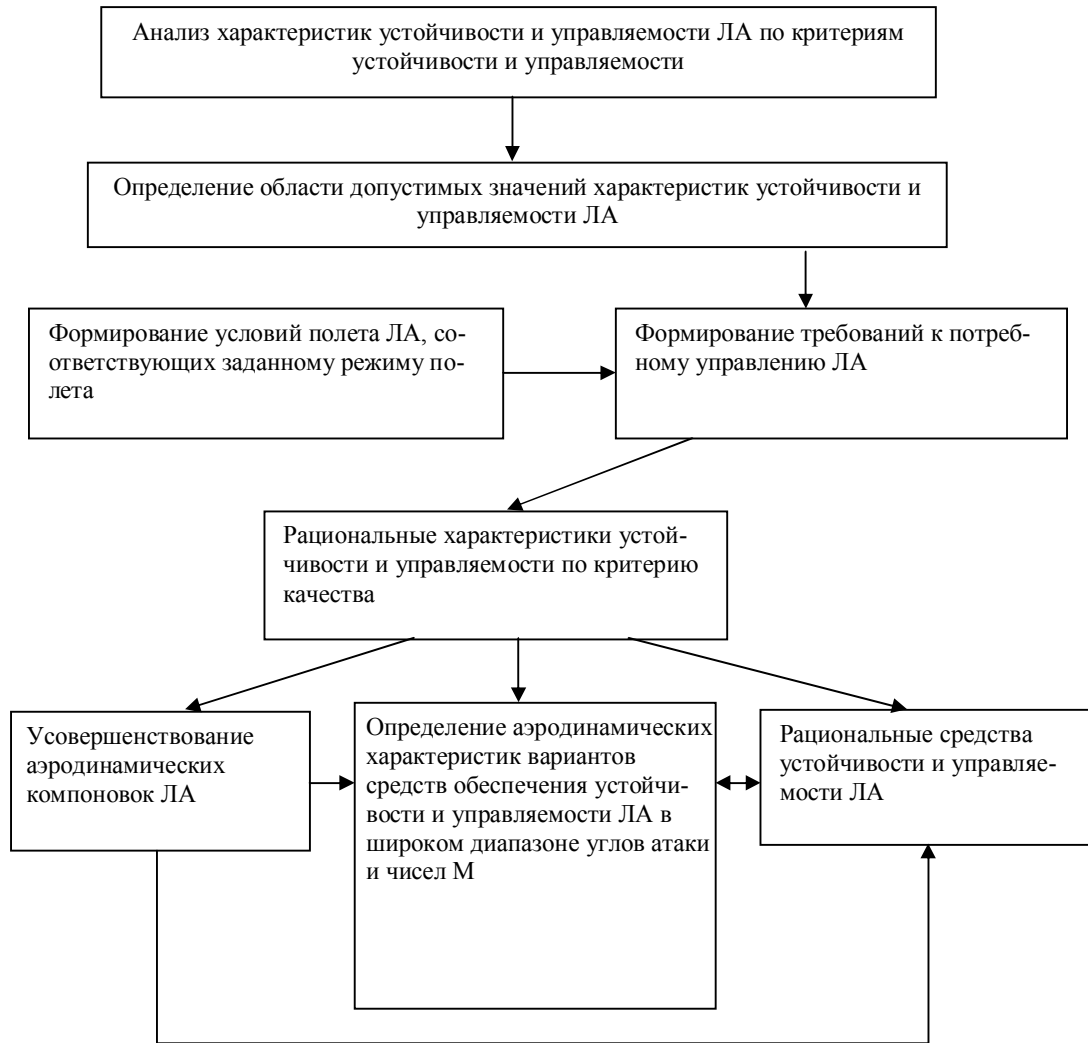 Анализ характеристик устойчивости и управляемости ЛА по критериям
устойчивости и управляемости
Определение области допустимых значений характеристик устойчивости и
управляемости ЛА
Формирование условий полета ЛА, со-
ответствующих заданному режиму по-
лета
Формирование требований к потреб-
ному управлению ЛА
Рациональные характеристики устой-
чивости и управляемости по критерию
качества
Усовершенствование
аэродинамических
компоновок ЛА
Определение аэродинамических
характеристик вариантов
средств обеспечения устойчи-
вости и управляемости ЛА в
широком диапазоне углов атаки
и чисел М
Рациональные средства
устойчивости и управляе-
мости ЛА